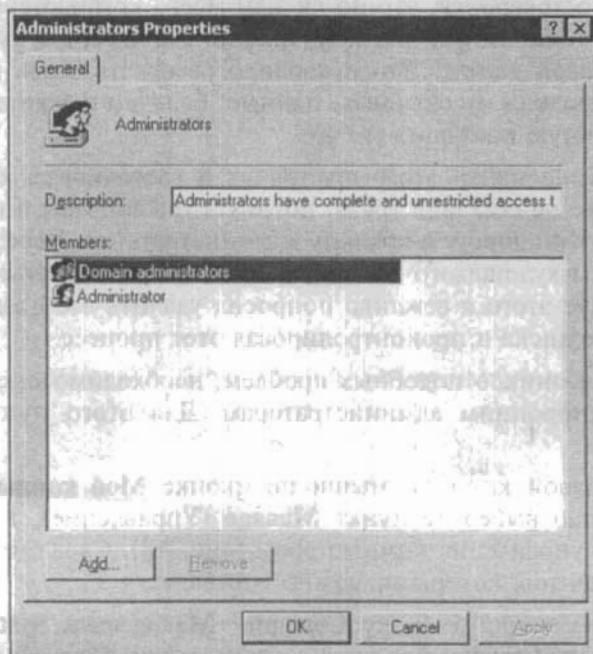 Administrators Properties
General
Administrators
Description: Administrators have complete and unrestricted access t
Members:
Domain administrators
Administrator
Add...
Remove
OK
Cancel
Apply